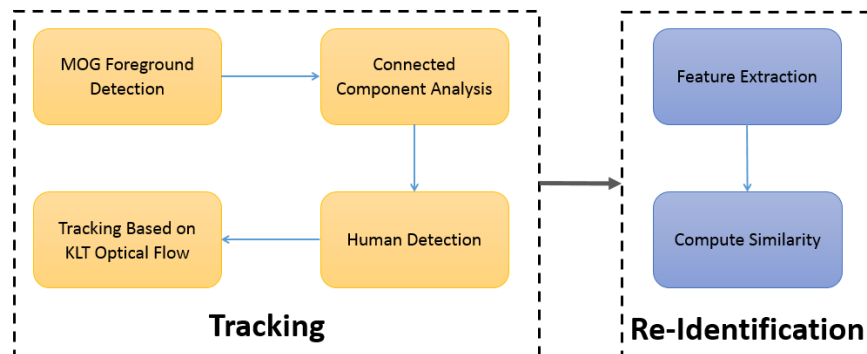 MOG Foreground
Detection
Connected
Component Analysis
Tracking Based on
KLT Optical Flow
Human Detection
Tracking
Feature Extraction
Compute Similarity
Re-Identification